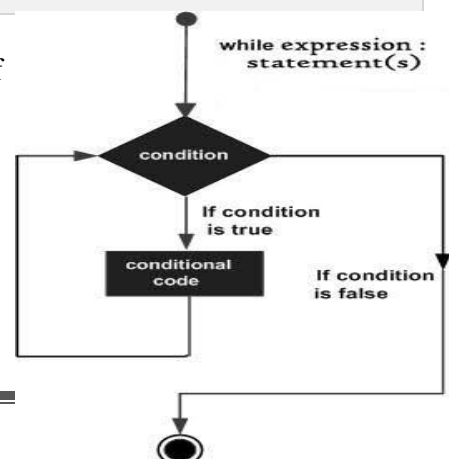 while expression :
statement(s)
condition
If condition
is true
conditional
code
If condition
is false